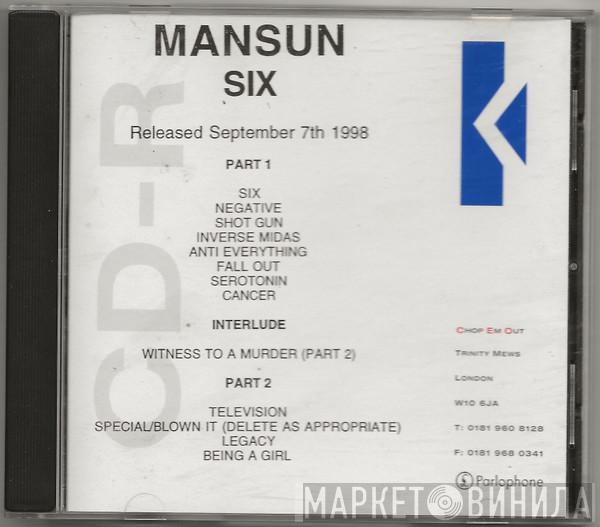 MANSUN
SIX
Released September 7th 1998
PART 1
SIX
NEGATIVE
SHOT GUN
INVERSE MIDAS
ANTI EVERYTHING
FALL OUT
SEROTONIN
CANCER
INTERLUDE
WITNESS TO A MURDER (PART 2)
PART 2
TELEVISION
SPECIAL/BLOWN IT (DELETE AS APPROPRIATE)
LEGACY
BEING A GIRL
CD-R
CHOP EM OUT
TRINITY MEWS
LONDON
W10 6JA
T: 0181 960 8128
F: 0181 968 0341
Parlophone
МАРКЕТ ВИНИЛА